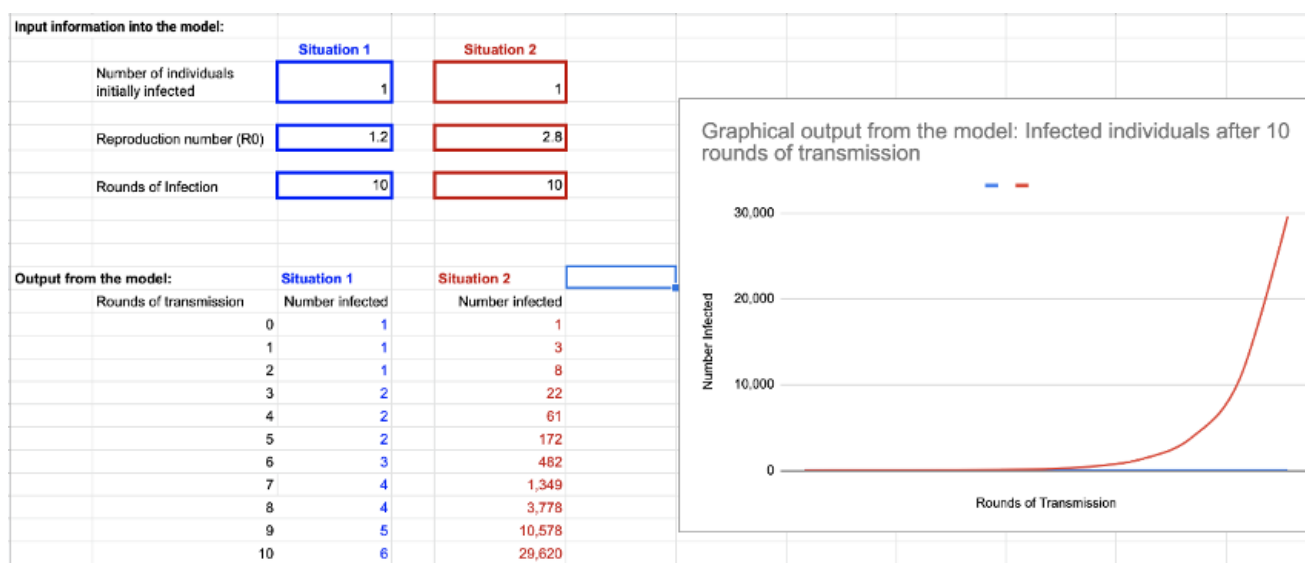 Input information into the model:
Situation 1 Situation 2
Number of individuals
initially infected 1 1
Reproduction number (R0) 1.2 2.8
Rounds of Infection 10 10
Output from the model: Situation 1 Situation 2
Rounds of transmission Number infected Number infected
0 1 1
1 1 3
2 1 8
3 2 22
4 2 61
5 2 172
6 3 482
7 4 1,349
8 4 3,778
9 5 10,578
10 6 29,620
Graphical output from the model: Infected individuals after 10
rounds of transmission
30,000
20,000
10,000
0
Number Infected
Rounds of Transmission